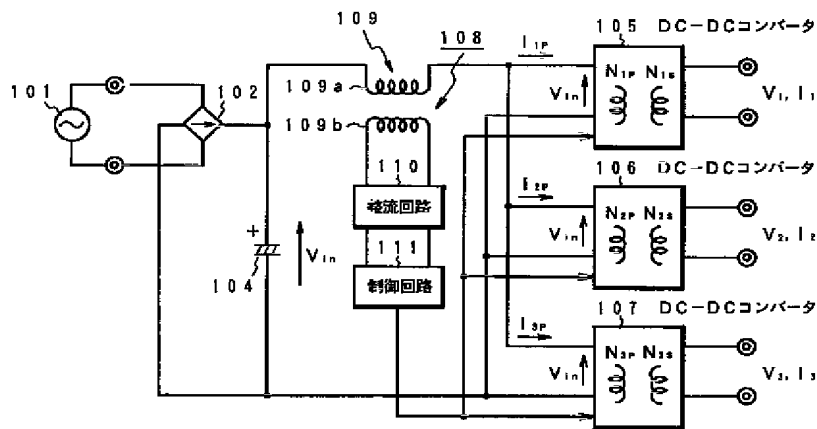 105 DC-DCコンバータ
109
108
I1P
101
102
109a
N1P N1S
Vin
V1, I1
109b
110
106 DC-DCコンバータ
整流回路
I2P
N2P N2S
+
Vin
111
Vin
V2, I2
104
制御回路
107 DC-DCコンバータ
I3P
N3P N3S
Vin
V3, I3